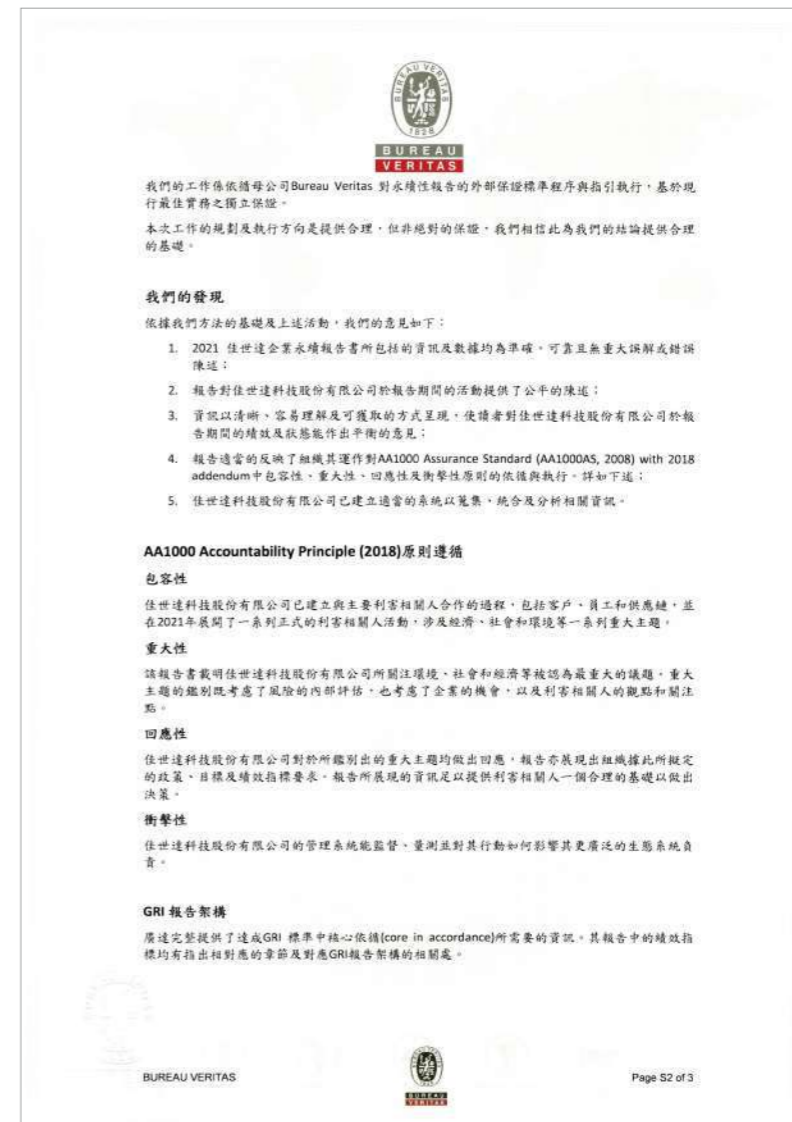 BUREAU VERITAS
1828
BUREAU
VERITAS
我們的工作係依循母公司Bureau Veritas 對永續性報告的外部保證標準程序與指引執行，基於現
行最佳實務之獨立保證。
本次工作的規劃及執行方向是提供合理，但非絕對的保證，我們相信此為我們的結論提供合理
的基礎。
我們的發現
依據我們方法的基礎及上述活動，我們的意見如下：
1. 2021 佳世達企業永續報告書所包括的資訊及數據均為準確、可靠且無重大誤解或錯誤
陳述；
2. 報告對佳世達科技股份有限公司於報告期間的活動提供了公平的陳述；
3. 資訊以清晰、容易理解及可獲取的方式呈現，使讀者對佳世達科技股份有限公司於報
告期間的績效及狀態能作出平衡的意見；
4. 報告適當的反映了組織其運作對AA1000 Assurance Standard (AA1000AS, 2008) with 2018
addendum中包容性、重大性、回應性及衝擊性原則的依循與執行。詳如下述；
5. 佳世達科技股份有限公司已建立適當的系統以蒐集、統合及分析相關資訊。
AA1000 Accountability Principle (2018)原則遵循
包容性
佳世達科技股份有限公司已建立與主要利害相關人合作的過程，包括客戶、員工和供應鏈，並
在2021年展開了一系列正式的利害相關人活動，涉及經濟、社會和環境等一系列重大主題。
重大性
該報告書載明佳世達科技股份有限公司所關注環境、社會和經濟等被認為最重大的議題。重大
主題的鑑別既考慮了風險的內部評估，也考慮了企業的機會，以及利害相關人的觀點和關注
點。
回應性
佳世達科技股份有限公司對於所鑑別出的重大主題均做出回應，報告亦展現出組織據此所擬定
的政策、目標及績效指標要求。報告所展現的資訊足以提供利害相關人一個合理的基礎以做出
決策。
衝擊性
佳世達科技股份有限公司的管理系統能監督、量測並對其行動如何影響其更廣泛的生態系統負
責。
GRI 報告架構
廣達完整提供了達成GRI 標準中核心依循(core in accordance)所需要的資訊。其報告中的績效指
標均有指出相對應的章節及對應GRI報告架構的相關處。
BUREAU VERITAS
BUREAU
VERITAS
Page S2 of 3